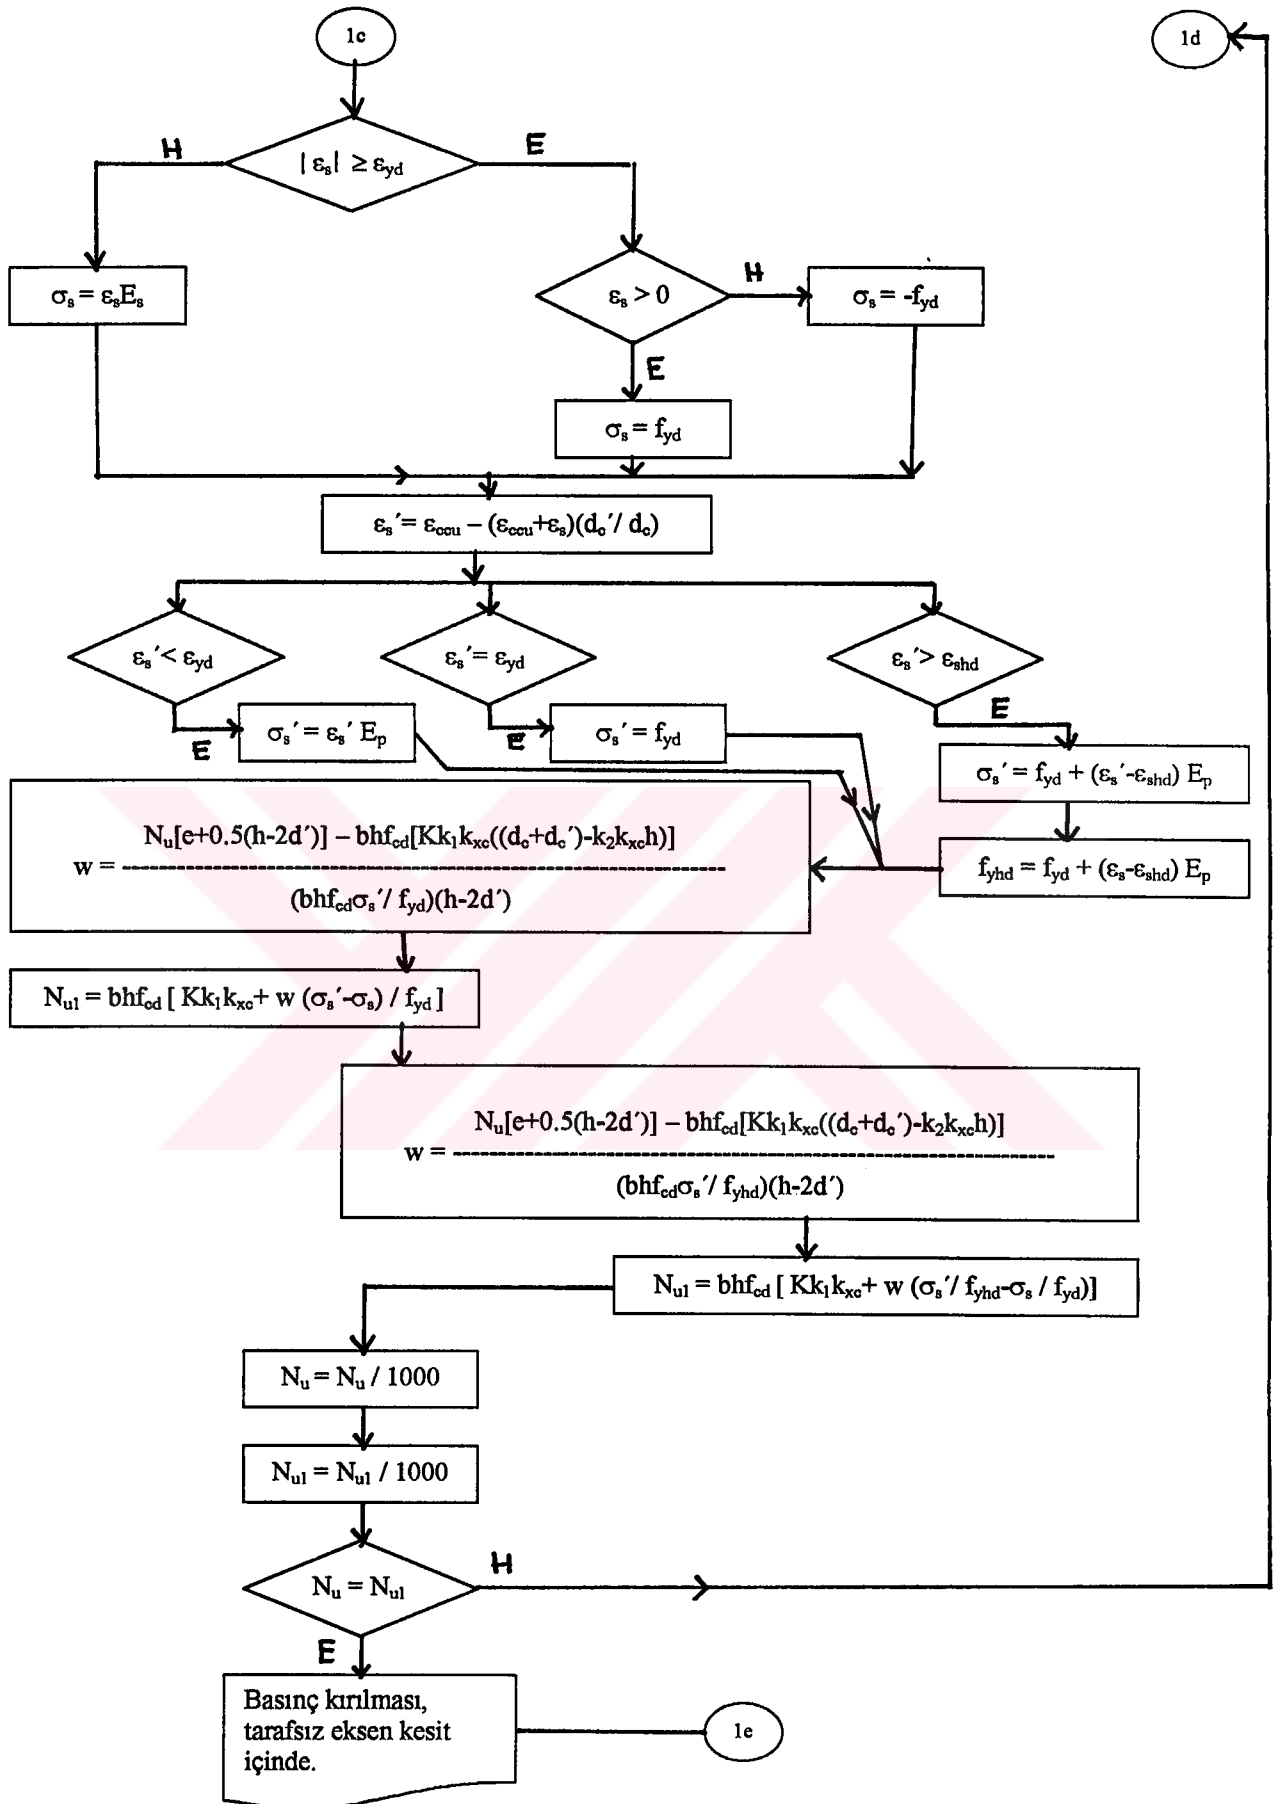 1c
1d
H
E
| εs| ≥ εyd
σs = εsEs
εs > 0
H
σs = -fyd
E
σs = fyd
εs´= εccu – (εccu+εs)(dc´/ dc)
εs´< εyd
εs´= εyd
εs´> εshd
E
σs´ = εs´ Ep
E
σs´ = fyd
E
σs´ = fyd + (εs´-εshd) Ep
fyhd = fyd + (εs-εshd) Ep
Nu[e+0.5(h-2d´)] – bhfcd[Kk1kxc((dc+dc´)-k2kxch)]
w = ------------------------------------------------------------
(bhfcdσs´/ fyd)(h-2d´)
Nu1 = bhfcd [ Kk1kxc+ w (σs´-σs) / fyd ]
Nu[e+0.5(h-2d´)] – bhfcd[Kk1kxc((dc+dc´)-k2kxch)]
w = ------------------------------------------------------------
(bhfcdσs´/ fyhd)(h-2d´)
Nu1 = bhfcd [ Kk1kxc+ w (σs´/ fyhd-σs / fyd)]
Nu = Nu / 1000
Nu1 = Nu1 / 1000
Nu = Nu1
H
E
Basınç kırılması,
tarafsız eksen kesit
içinde.
1e